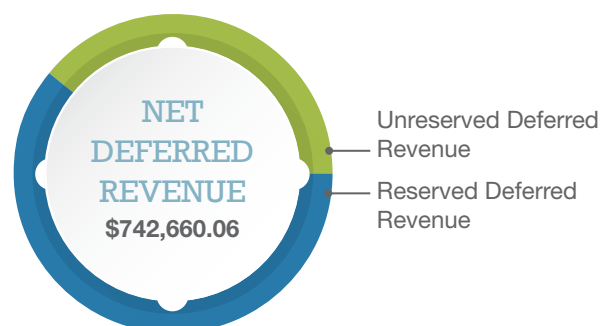 NET
DEFERRED
REVENUE
$742,660.06
Unreserved Deferred
Revenue
Reserved Deferred
Revenue